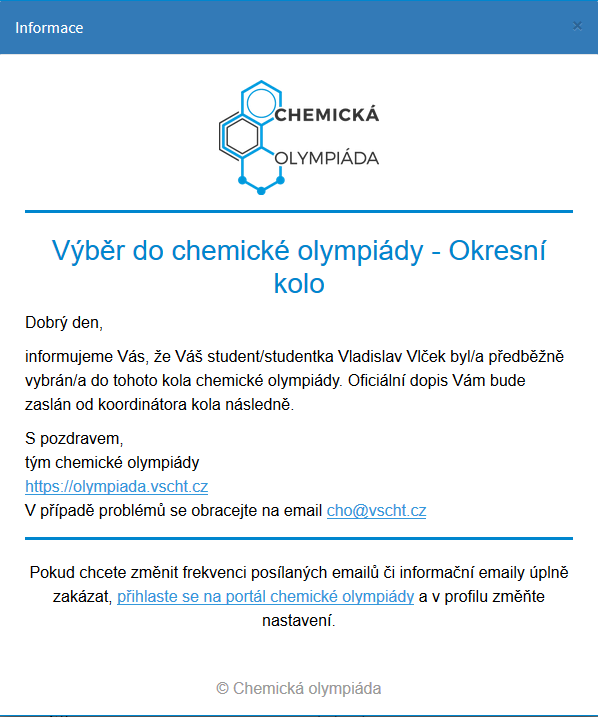 Informace
×
CHEMICKÁ
OLYMPIÁDA
Výběr do chemické olympiády - Okresní
kolo
Dobrý den,
informujeme Vás, že Váš student/studentka Vladislav Vlček byl/a předběžně
vybrán/a do tohoto kola chemické olympiády. Oficiální dopis Vám bude
zaslán od koordinátora kola následně.
S pozdravem,
tým chemické olympiády
https://olympiada.vscht.cz
V případě problémů se obracejte na email cho@vscht.cz
Pokud chcete změnit frekvenci posílaných emailů či informační emaily úplně
zakázat, přihlaste se na portál chemické olympiády a v profilu změňte
nastavení.
© Chemická olympiáda